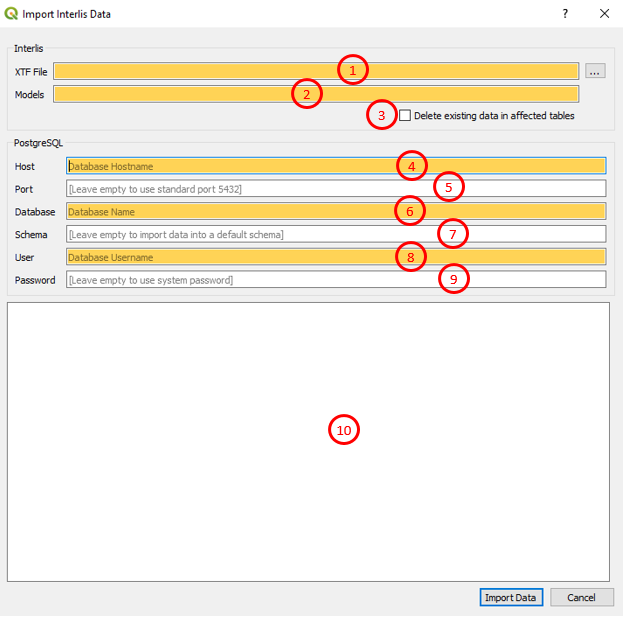 Import Interlis Data ?
Interlis
XTF File 1 ...
Models 2
3 Delete existing data in affected tables
PostgreSQL
Host Database Hostname 4
Port [Leave empty to use standard port 5432] 5
Database Database Name 6
Schema [Leave empty to import data into a default schema] 7
User Database Username 8
Password [Leave empty to use system password] 9
10
Import Data Cancel